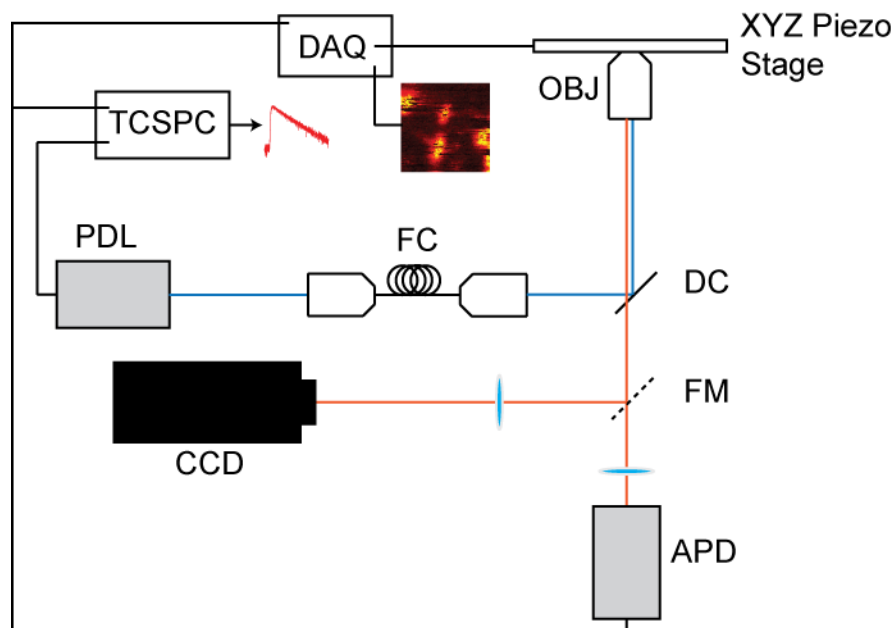 XYZ Piezo
Stage
DAQ
OBJ
TCSPC
PDL
FC
DC
FM
CCD
APD